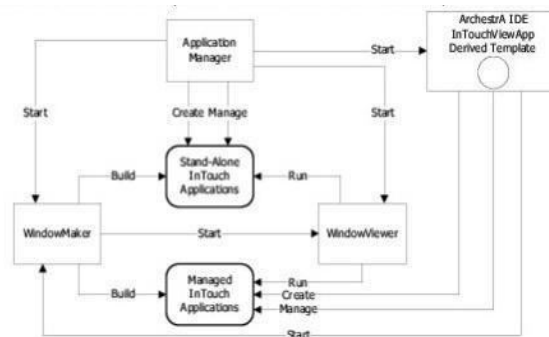 ArchestrA IDE
InTouchViewApp
Derived Template
Application
Manager
Start
Start
Create Manage
Start
Stand-Alone
InTouch
Applications
Build
Run
WindowMaker
Start
WindowViewer
Managed
InTouch
Applications
Build
Run
Create
Manage
Start